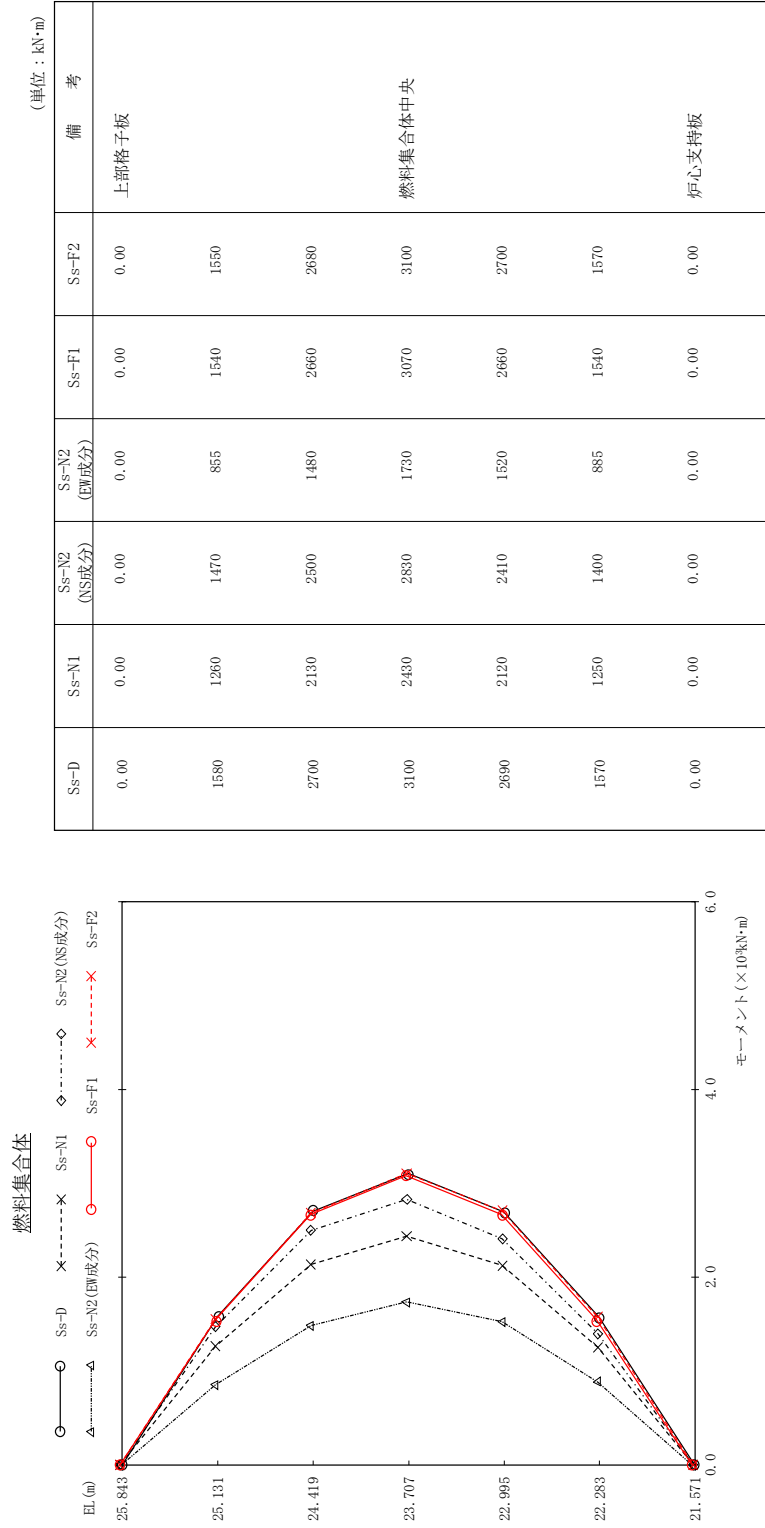 燃料集合体
Ss-D Ss-N1 Ss-N2(NS成分)
Ss-N2(EW成分) Ss-F1 Ss-F2
EL(m)
25.843
25.131
24.419
23.707
22.995
22.283
21.571
0.0 2.0 4.0 6.0
モーメント(×10³kN・m)
(単位：kN・m)
Ss-D Ss-N1 Ss-N2 (NS成分) Ss-N2 (EW成分) Ss-F1 Ss-F2 備 考
0.00 0.00 0.00 0.00 0.00 0.00 上部格子板
1580 1260 1470 855 1540 1550
2700 2130 2500 1480 2660 2680
3100 2430 2830 1730 3070 3100 燃料集合体中央
2690 2120 2410 1520 2660 2700
1570 1250 1400 885 1540 1570
0.00 0.00 0.00 0.00 0.00 0.00 炉心支持板